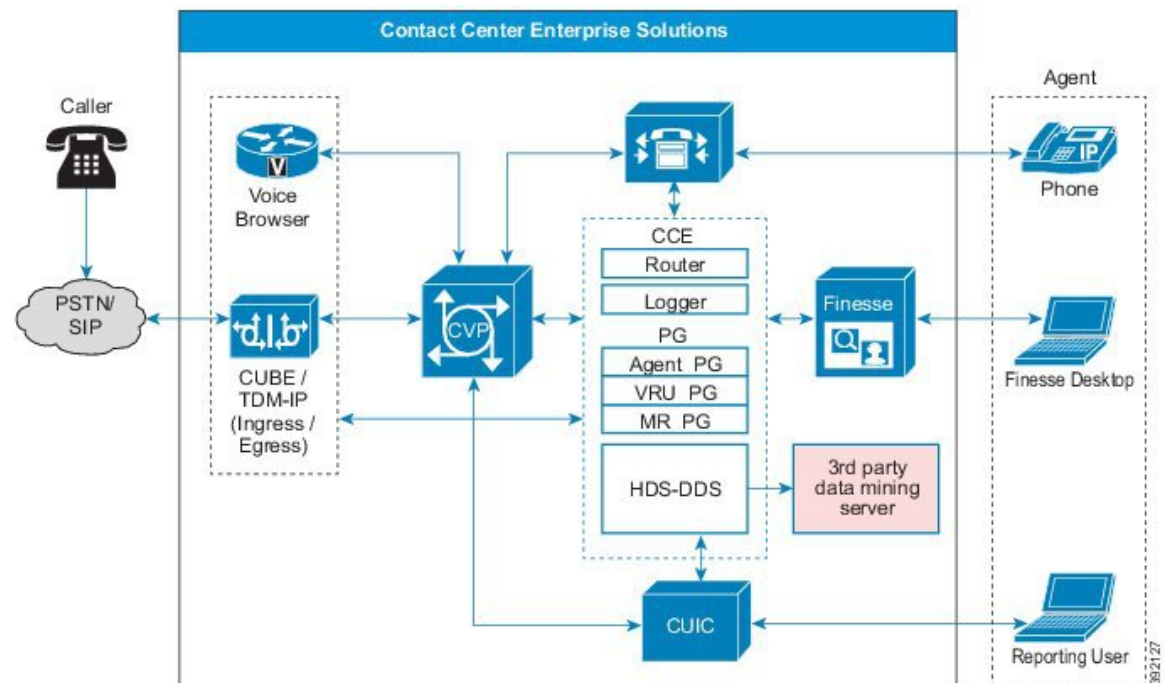 Contact Center Enterprise Solutions
Caller
PSTN/
SIP
V
Voice
Browser
CUBE /
TDM-IP
(Ingress /
Egress)
CVP
CCE
Router
Logger
PG
Agent PG
VRU PG
MR PG
HDS-DDS
3rd party
data mining
server
Finesse
CUIC
Agent
IP
Phone
Finesse Desktop
Reporting User
392127